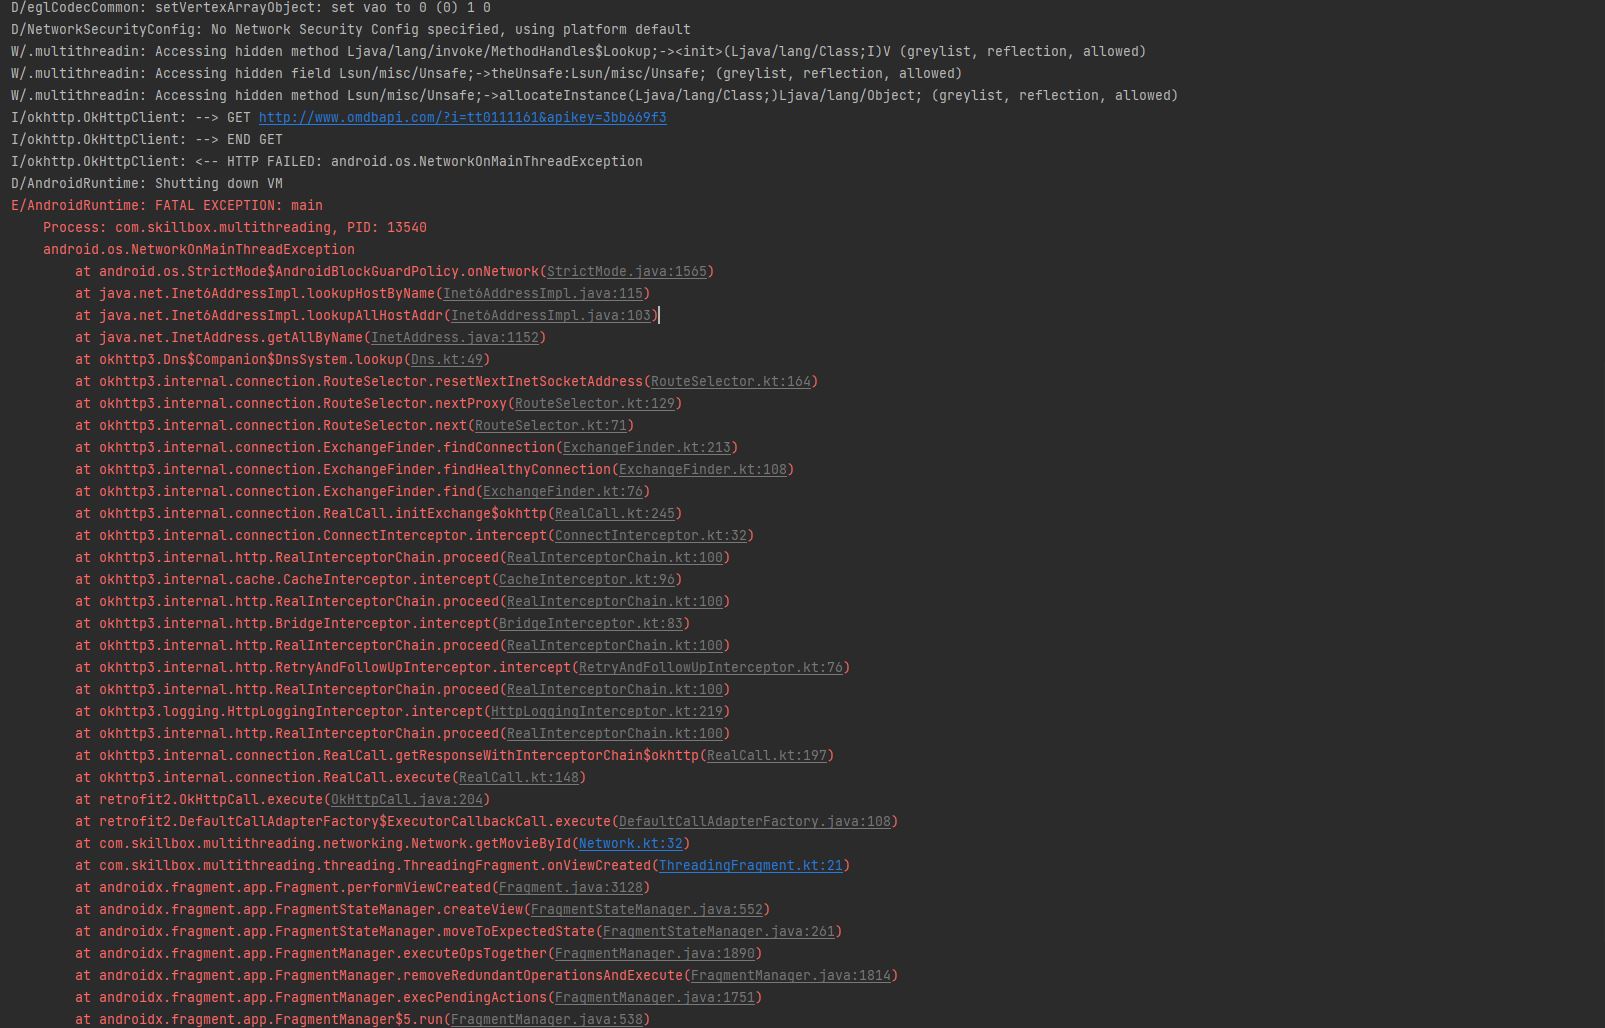 D/eglCodecCommon: setVertexArrayObject: set vao to 0 (0) 1 0
D/NetworkSecurityConfig: No Network Security Config specified, using platform default
W/.multithreadin: Accessing hidden method Ljava/lang/invoke/MethodHandles$Lookup;-><init>(Ljava/lang/Class;I)V (greylist, reflection, allowed)
W/.multithreadin: Accessing hidden field Lsun/misc/Unsafe;->theUnsafe:Lsun/misc/Unsafe; (greylist, reflection, allowed)
W/.multithreadin: Accessing hidden method Lsun/misc/Unsafe;->allocateInstance(Ljava/lang/Class;)Ljava/lang/Object; (greylist, reflection, allowed)
I/okhttp.OkHttpClient: --> GET http://www.omdbapi.com/?i=tt0111161&apikey=3bb669f3
I/okhttp.OkHttpClient: --> END GET
I/okhttp.OkHttpClient: <-- HTTP FAILED: android.os.NetworkOnMainThreadException
D/AndroidRuntime: Shutting down VM
E/AndroidRuntime: FATAL EXCEPTION: main
Process: com.skillbox.multithreading, PID: 13540
android.os.NetworkOnMainThreadException
at android.os.StrictMode$AndroidBlockGuardPolicy.onNetwork(StrictMode.java:1565)
at java.net.Inet6AddressImpl.lookupHostByName(Inet6AddressImpl.java:115)
at java.net.Inet6AddressImpl.lookupAllHostAddr(Inet6AddressImpl.java:103)
at java.net.InetAddress.getAllByName(InetAddress.java:1152)
at okhttp3.Dns$Companion$DnsSystem.lookup(Dns.kt:49)
at okhttp3.internal.connection.RouteSelector.resetNextInetSocketAddress(RouteSelector.kt:164)
at okhttp3.internal.connection.RouteSelector.nextProxy(RouteSelector.kt:129)
at okhttp3.internal.connection.RouteSelector.next(RouteSelector.kt:71)
at okhttp3.internal.connection.ExchangeFinder.findConnection(ExchangeFinder.kt:213)
at okhttp3.internal.connection.ExchangeFinder.findHealthyConnection(ExchangeFinder.kt:108)
at okhttp3.internal.connection.ExchangeFinder.find(ExchangeFinder.kt:76)
at okhttp3.internal.connection.RealCall.initExchange$okhttp(RealCall.kt:245)
at okhttp3.internal.connection.ConnectInterceptor.intercept(ConnectInterceptor.kt:32)
at okhttp3.internal.http.RealInterceptorChain.proceed(RealInterceptorChain.kt:100)
at okhttp3.internal.cache.CacheInterceptor.intercept(CacheInterceptor.kt:96)
at okhttp3.internal.http.RealInterceptorChain.proceed(RealInterceptorChain.kt:100)
at okhttp3.internal.http.BridgeInterceptor.intercept(BridgeInterceptor.kt:83)
at okhttp3.internal.http.RealInterceptorChain.proceed(RealInterceptorChain.kt:100)
at okhttp3.internal.http.RetryAndFollowUpInterceptor.intercept(RetryAndFollowUpInterceptor.kt:76)
at okhttp3.internal.http.RealInterceptorChain.proceed(RealInterceptorChain.kt:100)
at okhttp3.logging.HttpLoggingInterceptor.intercept(HttpLoggingInterceptor.kt:219)
at okhttp3.internal.http.RealInterceptorChain.proceed(RealInterceptorChain.kt:100)
at okhttp3.internal.connection.RealCall.getResponseWithInterceptorChain$okhttp(RealCall.kt:197)
at okhttp3.internal.connection.RealCall.execute(RealCall.kt:148)
at retrofit2.OkHttpCall.execute(OkHttpCall.java:204)
at retrofit2.DefaultCallAdapterFactory$ExecutorCallbackCall.execute(DefaultCallAdapterFactory.java:108)
at com.skillbox.multithreading.networking.Network.getMovieById(Network.kt:32)
at com.skillbox.multithreading.threading.ThreadingFragment.onViewCreated(ThreadingFragment.kt:21)
at androidx.fragment.app.Fragment.performViewCreated(Fragment.java:3128)
at androidx.fragment.app.FragmentStateManager.createView(FragmentStateManager.java:552)
at androidx.fragment.app.FragmentStateManager.moveToExpectedState(FragmentStateManager.java:261)
at androidx.fragment.app.FragmentManager.executeOpsTogether(FragmentManager.java:1890)
at androidx.fragment.app.FragmentManager.removeRedundantOperationsAndExecute(FragmentManager.java:1814)
at androidx.fragment.app.FragmentManager.execPendingActions(FragmentManager.java:1751)
at androidx.fragment.app.FragmentManager$5.run(FragmentManager.java:538)